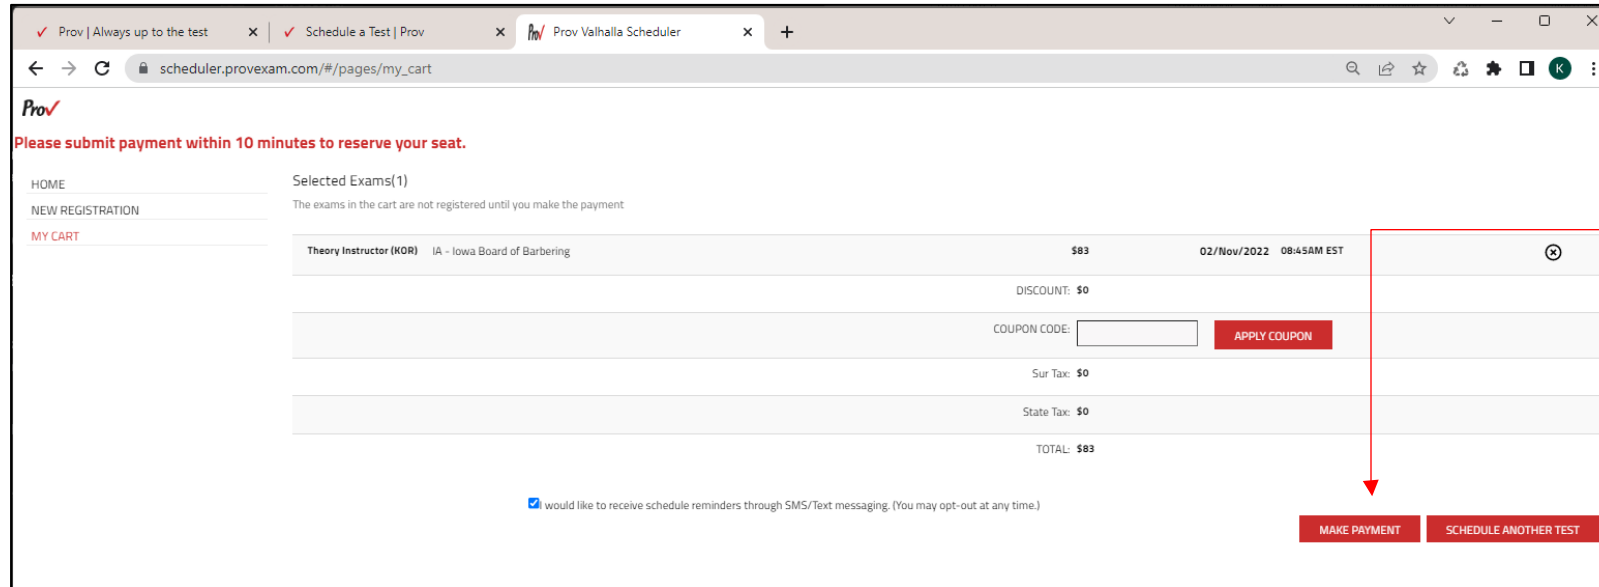 Prov | Always up to the test
Schedule a Test | Prov
Prov Prov Valhalla Scheduler
scheduler.provexam.com/#/pages/my_cart
K
Prov
Please submit payment within 10 minutes to reserve your seat.
HOME
NEW REGISTRATION
MY CART
Selected Exams(1)
The exams in the cart are not registered until you make the payment
Theory Instructor (KOR) IA - Iowa Board of Barbering $83 02/Nov/2022 08:45AM EST
DISCOUNT: $0
COUPON CODE: APPLY COUPON
Sur Tax: $0
State Tax: $0
TOTAL: $83
I would like to receive schedule reminders through SMS/Text messaging. (You may opt-out at any time.)
MAKE PAYMENT SCHEDULE ANOTHER TEST